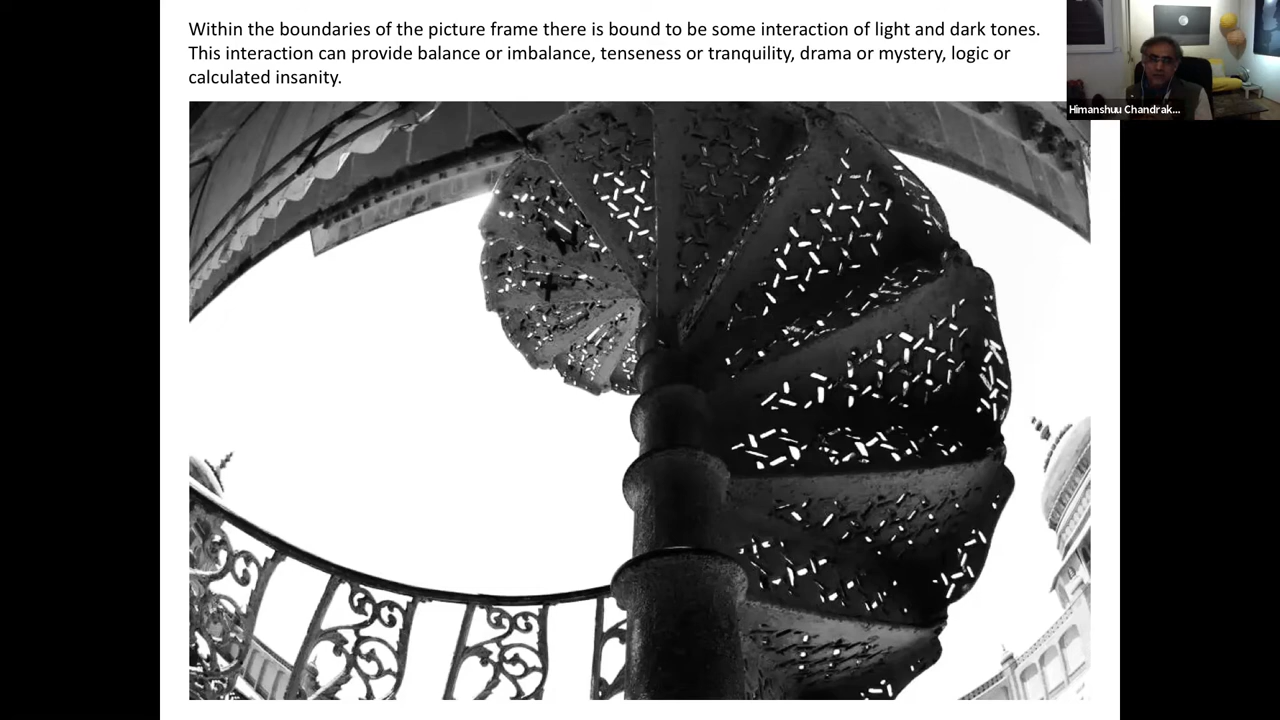 Within the boundaries of the picture frame there is bound to be some interaction of light and dark tones.
This interaction can provide balance or imbalance, tenseness or tranquility, drama or mystery, logic or
calculated insanity.
Himanshuu Chandrak...